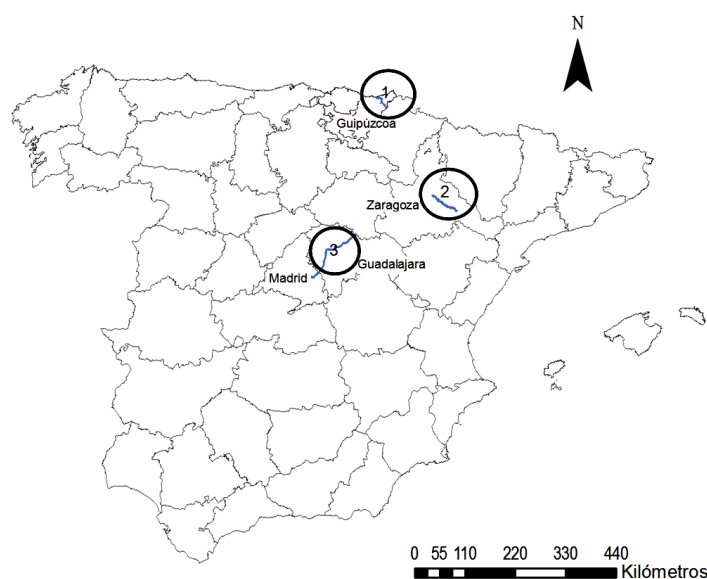 N
1
Guipúzcoa
2
Zaragoza
3
Guadalajara
Madrid
0 55 110 220 330 440
Kilómetros